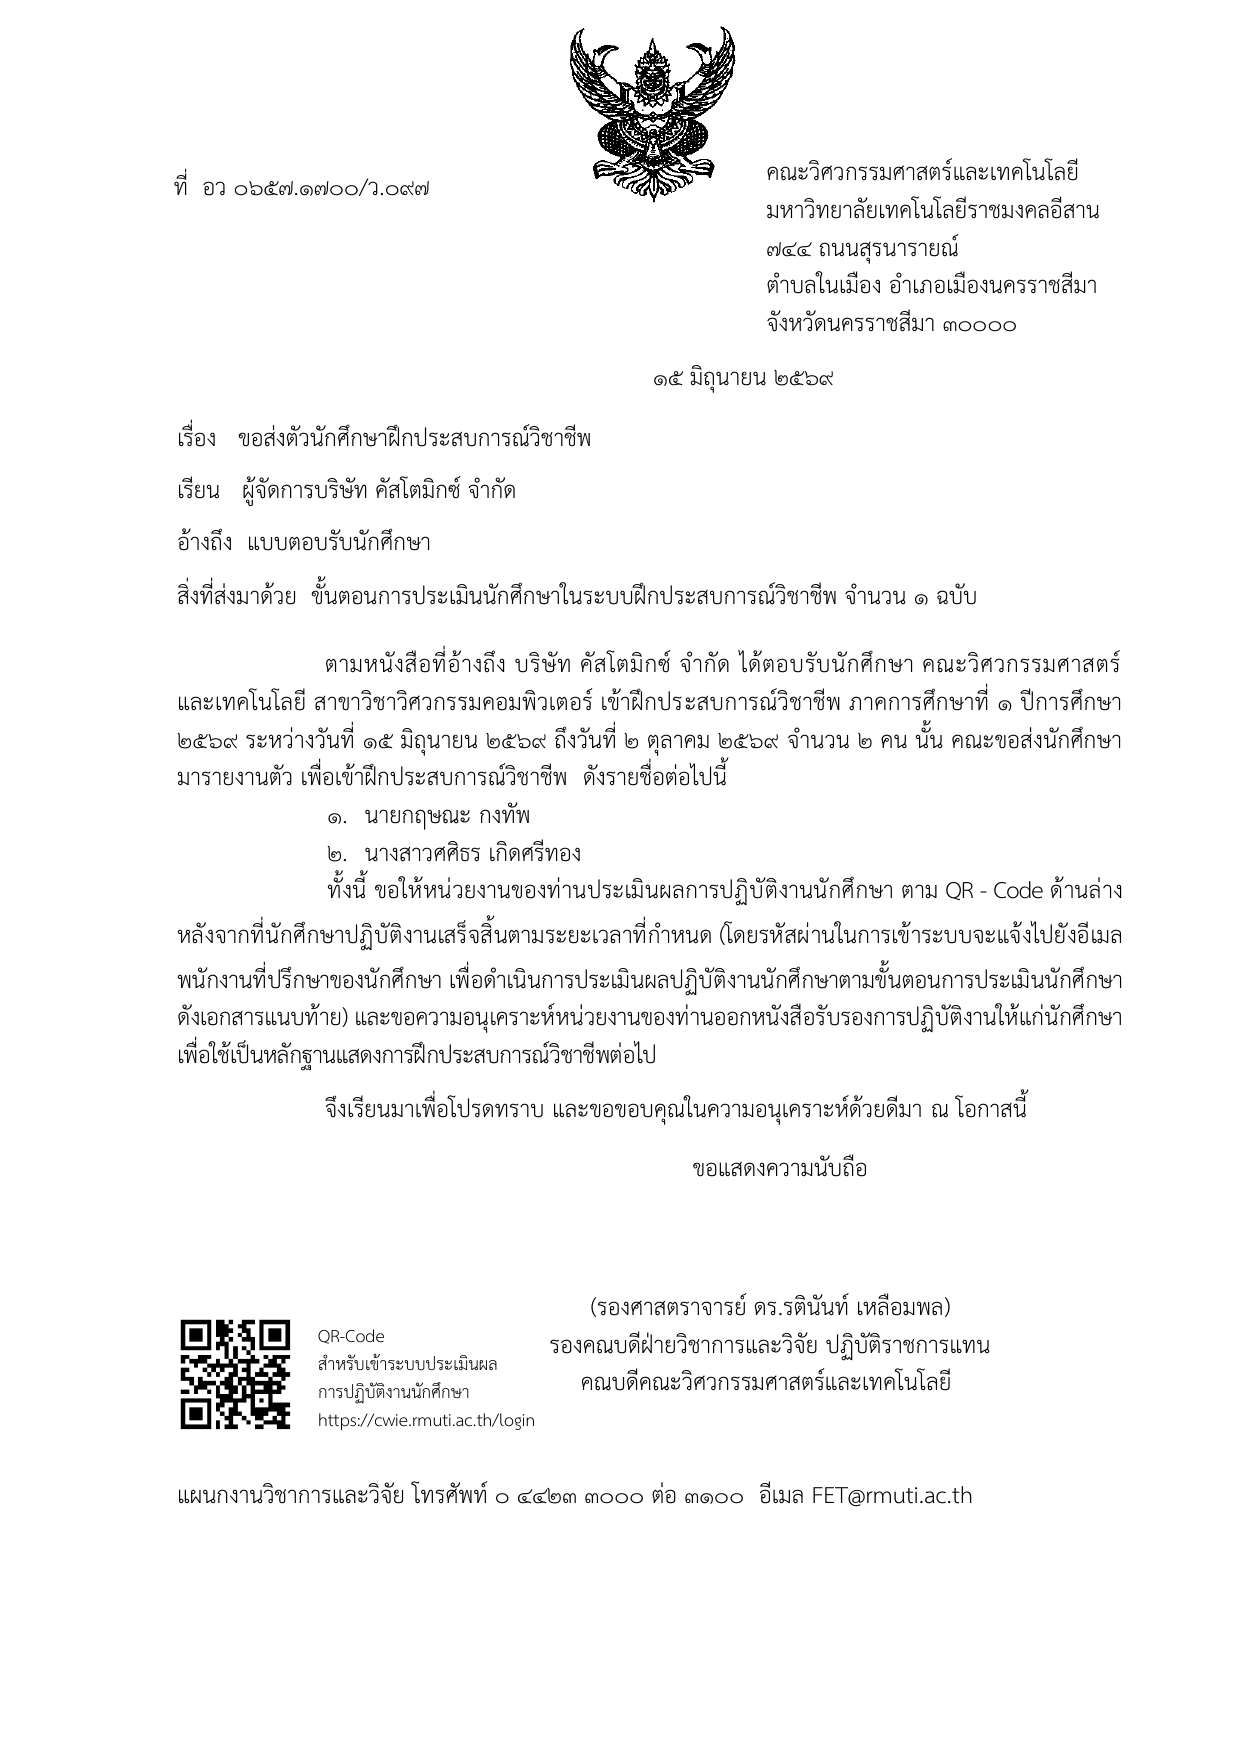 ที่  อว ๐๖๕๗.๑๗๐๐/ว.๐๙๗
คณะวิศวกรรมศาสตร์และเทคโนโลยี
มหาวิทยาลัยเทคโนโลยีราชมงคลอีสาน
๗๔๔ ถนนสุรนารายณ์
ตำบลในเมือง อำเภอเมืองนครราชสีมา
จังหวัดนครราชสีมา ๓๐๐๐๐
๑๕ มิถุนายน ๒๕๖๙
เรื่อง   ขอส่งตัวนักศึกษาฝึกประสบการณ์วิชาชีพ
เรียน   ผู้จัดการบริษัท คัสโตมิกซ์ จำกัด
อ้างถึง  แบบตอบรับนักศึกษา
สิ่งที่ส่งมาด้วย  ขั้นตอนการประเมินนักศึกษาในระบบฝึกประสบการณ์วิชาชีพ จำนวน ๑ ฉบับ
ตามหนังสือที่อ้างถึง บริษัท คัสโตมิกซ์ จำกัด ได้ตอบรับนักศึกษา คณะวิศวกรรมศาสตร์
และเทคโนโลยี สาขาวิชาวิศวกรรมคอมพิวเตอร์ เข้าฝึกประสบการณ์วิชาชีพ ภาคการศึกษาที่ ๑ ปีการศึกษา
๒๕๖๙ ระหว่างวันที่ ๑๕ มิถุนายน ๒๕๖๙ ถึงวันที่ ๒ ตุลาคม ๒๕๖๙ จำนวน ๒ คน นั้น คณะขอส่งนักศึกษา
มารายงานตัว เพื่อเข้าฝึกประสบการณ์วิชาชีพ  ดังรายชื่อต่อไปนี้
๑.  นายกฤษณะ กงทัพ
๒.  นางสาวศศิธร เกิดศรีทอง
ทั้งนี้ ขอให้หน่วยงานของท่านประเมินผลการปฏิบัติงานนักศึกษา ตาม QR - Code ด้านล่าง
หลังจากที่นักศึกษาปฏิบัติงานเสร็จสิ้นตามระยะเวลาที่กำหนด (โดยรหัสผ่านในการเข้าระบบจะแจ้งไปยังอีเมล
พนักงานที่ปรึกษาของนักศึกษา เพื่อดำเนินการประเมินผลปฏิบัติงานนักศึกษาตามขั้นตอนการประเมินนักศึกษา
ดังเอกสารแนบท้าย) และขอความอนุเคราะห์หน่วยงานของท่านออกหนังสือรับรองการปฏิบัติงานให้แก่นักศึกษา
เพื่อใช้เป็นหลักฐานแสดงการฝึกประสบการณ์วิชาชีพต่อไป
จึงเรียนมาเพื่อโปรดทราบ และขอขอบคุณในความอนุเคราะห์ด้วยดีมา ณ โอกาสนี้
ขอแสดงความนับถือ
(รองศาสตราจารย์ ดร.รตินันท์ เหลือมพล)
รองคณบดีฝ่ายวิชาการและวิจัย ปฏิบัติราชการแทน
คณบดีคณะวิศวกรรมศาสตร์และเทคโนโลยี
QR-Code
สำหรับเข้าระบบประเมินผล
การปฏิบัติงานนักศึกษา
https://cwie.rmuti.ac.th/login
แผนกงานวิชาการและวิจัย โทรศัพท์ ๐ ๔๔๒๓ ๓๐๐๐ ต่อ ๓๑๐๐  อีเมล FET@rmuti.ac.th